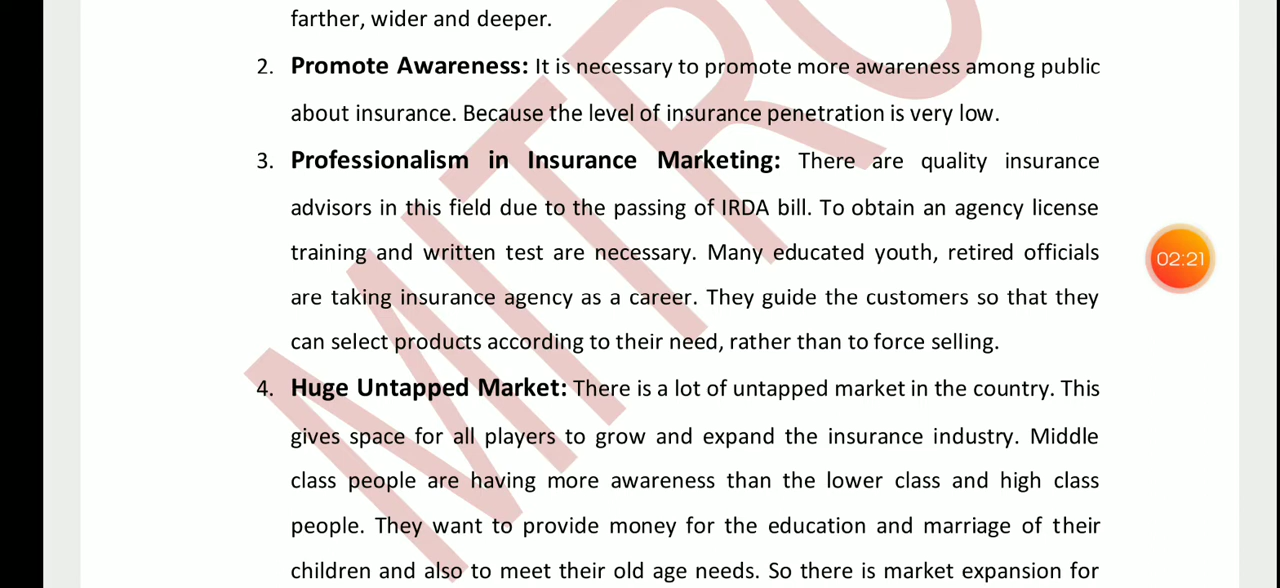 farther, wider and deeper.
2. Promote Awareness: It is necessary to promote more awareness among public
about insurance. Because the level of insurance penetration is very low.
3. Professionalism in Insurance Marketing: There are quality insurance
advisors in this field due to the passing of IRDA bill. To obtain an agency license
training and written test are necessary. Many educated youth, retired officials
are taking insurance agency as a career. They guide the customers so that they
can select products according to their need, rather than to force selling.
4. Huge Untapped Market: There is a lot of untapped market in the country. This
gives space for all players to grow and expand the insurance industry. Middle
class people are having more awareness than the lower class and high class
people. They want to provide money for the education and marriage of their
children and also to meet their old age needs. So there is market expansion for
02:21
MITRC